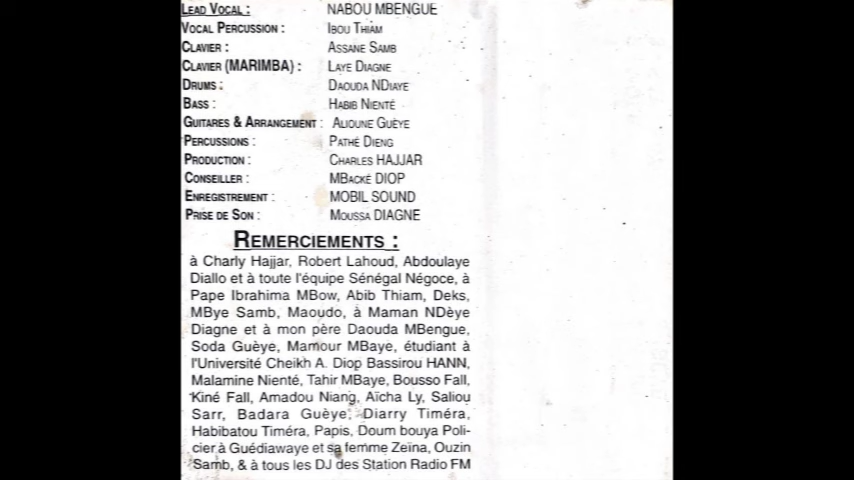 LEAD VOCAL : NABOU MBENGUE
VOCAL PERCUSSION : IBOU THIAM
CLAVIER : ASSANE SAMB
CLAVIER (MARIMBA) : LAYE DIAGNE
DRUMS : DAOUDA NDIAYE
BASS : HABIB NIENTÉ
GUITARES & ARRANGEMENT : ALIOUNE GUÈYE
PERCUSSIONS : PATHÉ DIENG
PRODUCTION : CHARLES HAJJAR
CONSEILLER : MBACKÉ DIOP
ENREGISTREMENT : MOBIL SOUND
PRISE DE SON : MOUSSA DIAGNE
REMERCIEMENTS :
à Charly Hajjar, Robert Lahoud, Abdoulaye
Diallo et à toute l'équipe Sénégal Négoce, à
Pape Ibrahima MBow, Abib Thiam, Deks,
MBye Samb, Maoudo, à Maman NDèye
Diagne et à mon père Daouda MBengue,
Soda Guèye, Mamour MBaye, étudiant à
l'Université Cheikh A. Diop Bassirou HANN,
Malamine Nienté, Tahir MBaye, Bousso Fall,
Kiné Fall, Amadou Niang, Aïcha Ly, Saliou
Sarr, Badara Guèye, Diarry Timéra,
Habibatou Timéra, Papis, Doum bouya Poli-
cier à Guédiawaye et sa femme Zeïna, Ouzin
Samb, & à tous les DJ des Station Radio FM